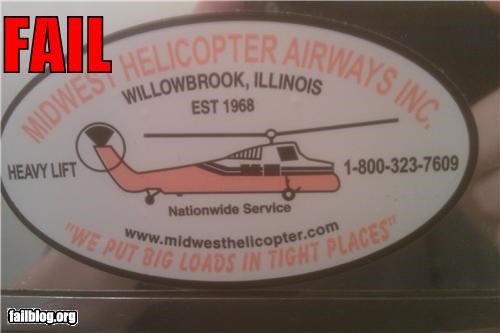 FAIL
MIDWEST HELICOPTER AIRWAYS INC.
WILLOWBROOK, ILLINOIS
EST 1968
HEAVY LIFT
1-800-323-7609
Nationwide Service
www.midwesthelicopter.com
"WE PUT BIG LOADS IN TIGHT PLACES"
failblog.org